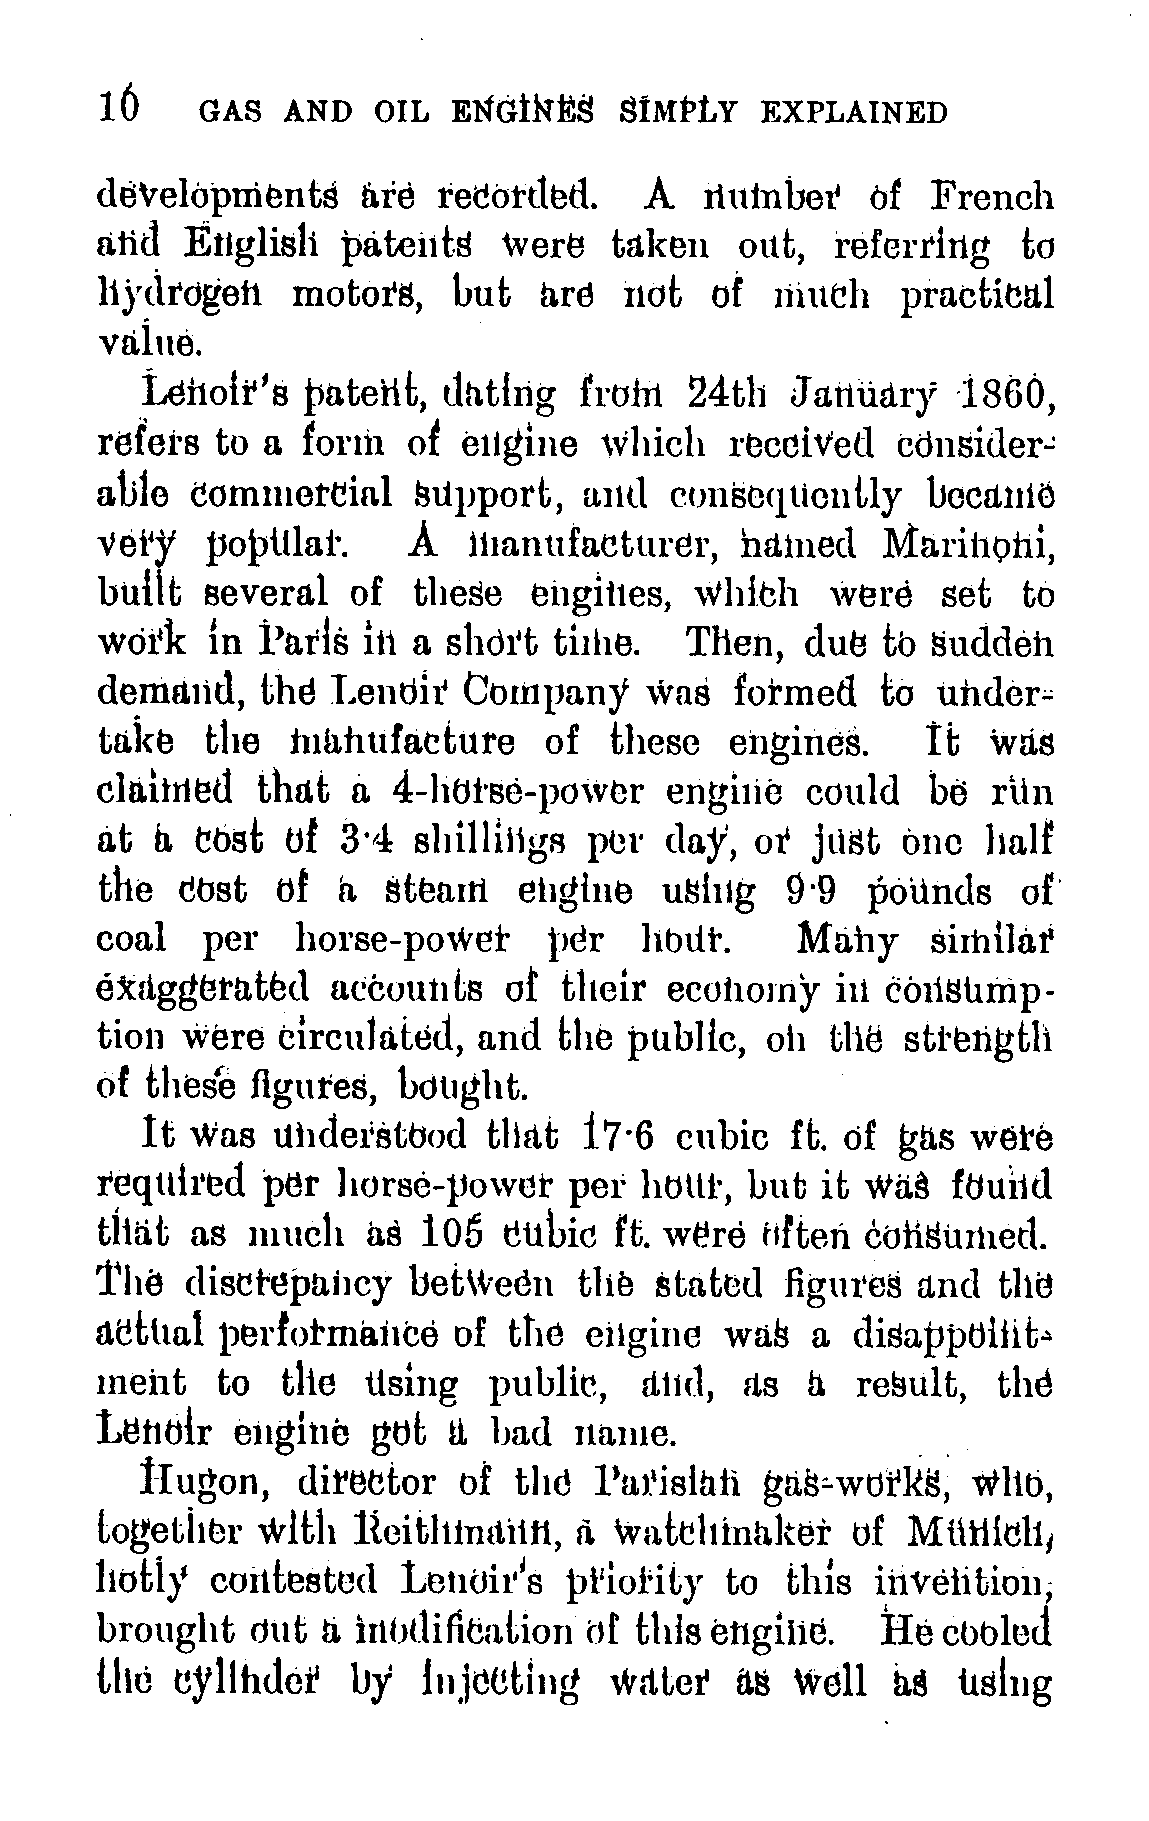 16 GAS AND OIL ENGINES SIMPLY EXPLAINED
developments are recorded. A number of French
and English patents were taken out, referring to
hydrogen motors, but are not of much practical
value.
Lenoir's patent, dating from 24th January 1860,
refers to a form of engine which received consider-
able commercial support, and consequently became
very popular. A manufacturer, named Marinoni,
built several of these engines, which were set to
work in Paris in a short time. Then, due to sudden
demand, the Lenoir Company was formed to under-
take the manufacture of these engines. It was
claimed that a 4-horse-power engine could be run
at a cost of 3·4 shillings per day, or just one half
the cost of a steam engine using 9·9 pounds of
coal per horse-power per hour. Many similar
exaggerated accounts of their economy in consump-
tion were circulated, and the public, on the strength
of these figures, bought.
It was understood that 17·6 cubic ft. of gas were
required per horse-power per hour, but it was found
that as much as 105 cubic ft. were often consumed.
The discrepancy between the stated figures and the
actual performance of the engine was a disappoint-
ment to the using public, and, as a result, the
Lenoir engine got a bad name.
Hugon, director of the Parisian gas-works, who,
together with Reithmann, a watchmaker of Munich,
hotly contested Lenoir's priority to this invention,
brought out a modification of this engine. He cooled
the cylinder by injecting water as well as using